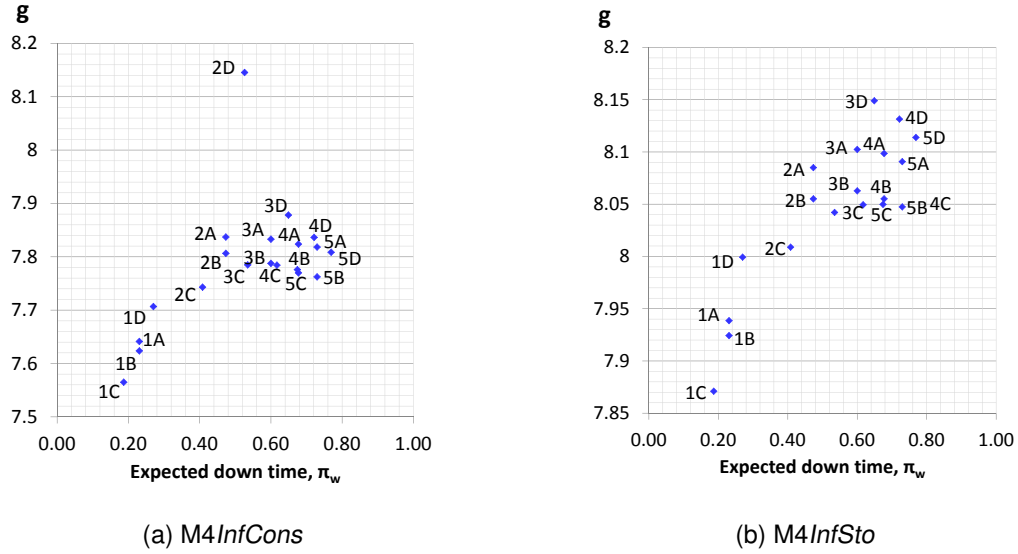 g
8.2
8.1
8
7.9
7.8
7.7
7.6
7.5
2D
3D
2A
3A
4A
4D
5A
2B
3B
4B
5D
3C
4C
5C
5B
2C
1D
1A
1B
1C
0.00 0.20 0.40 0.60 0.80 1.00
Expected down time, πw
(a) M4InfCons
g
8.2
8.15
8.1
8.05
8
7.95
7.9
7.85
3D
4D
5D
3A
4A
5A
2A
3B
4B
2B
3C
5C
5B
4C
2C
1D
1A
1B
1C
0.00 0.20 0.40 0.60 0.80 1.00
Expected down time, πw
(b) M4InfSto